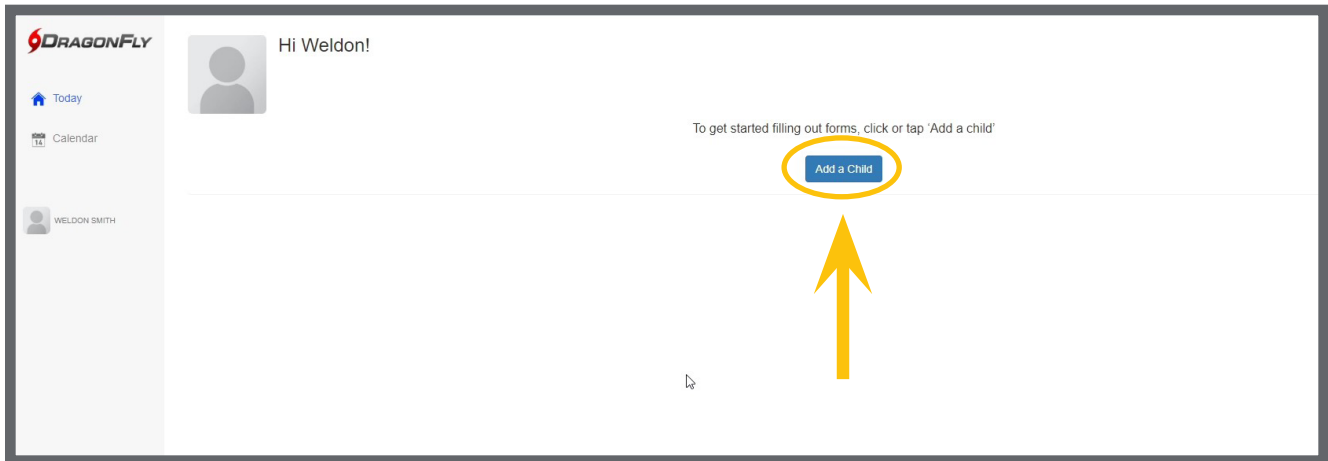 DRAGONFLY
Hi Weldon!
Today
Calendar
14
To get started filling out forms, click or tap 'Add a child'
Add a Child
WELDON SMITH